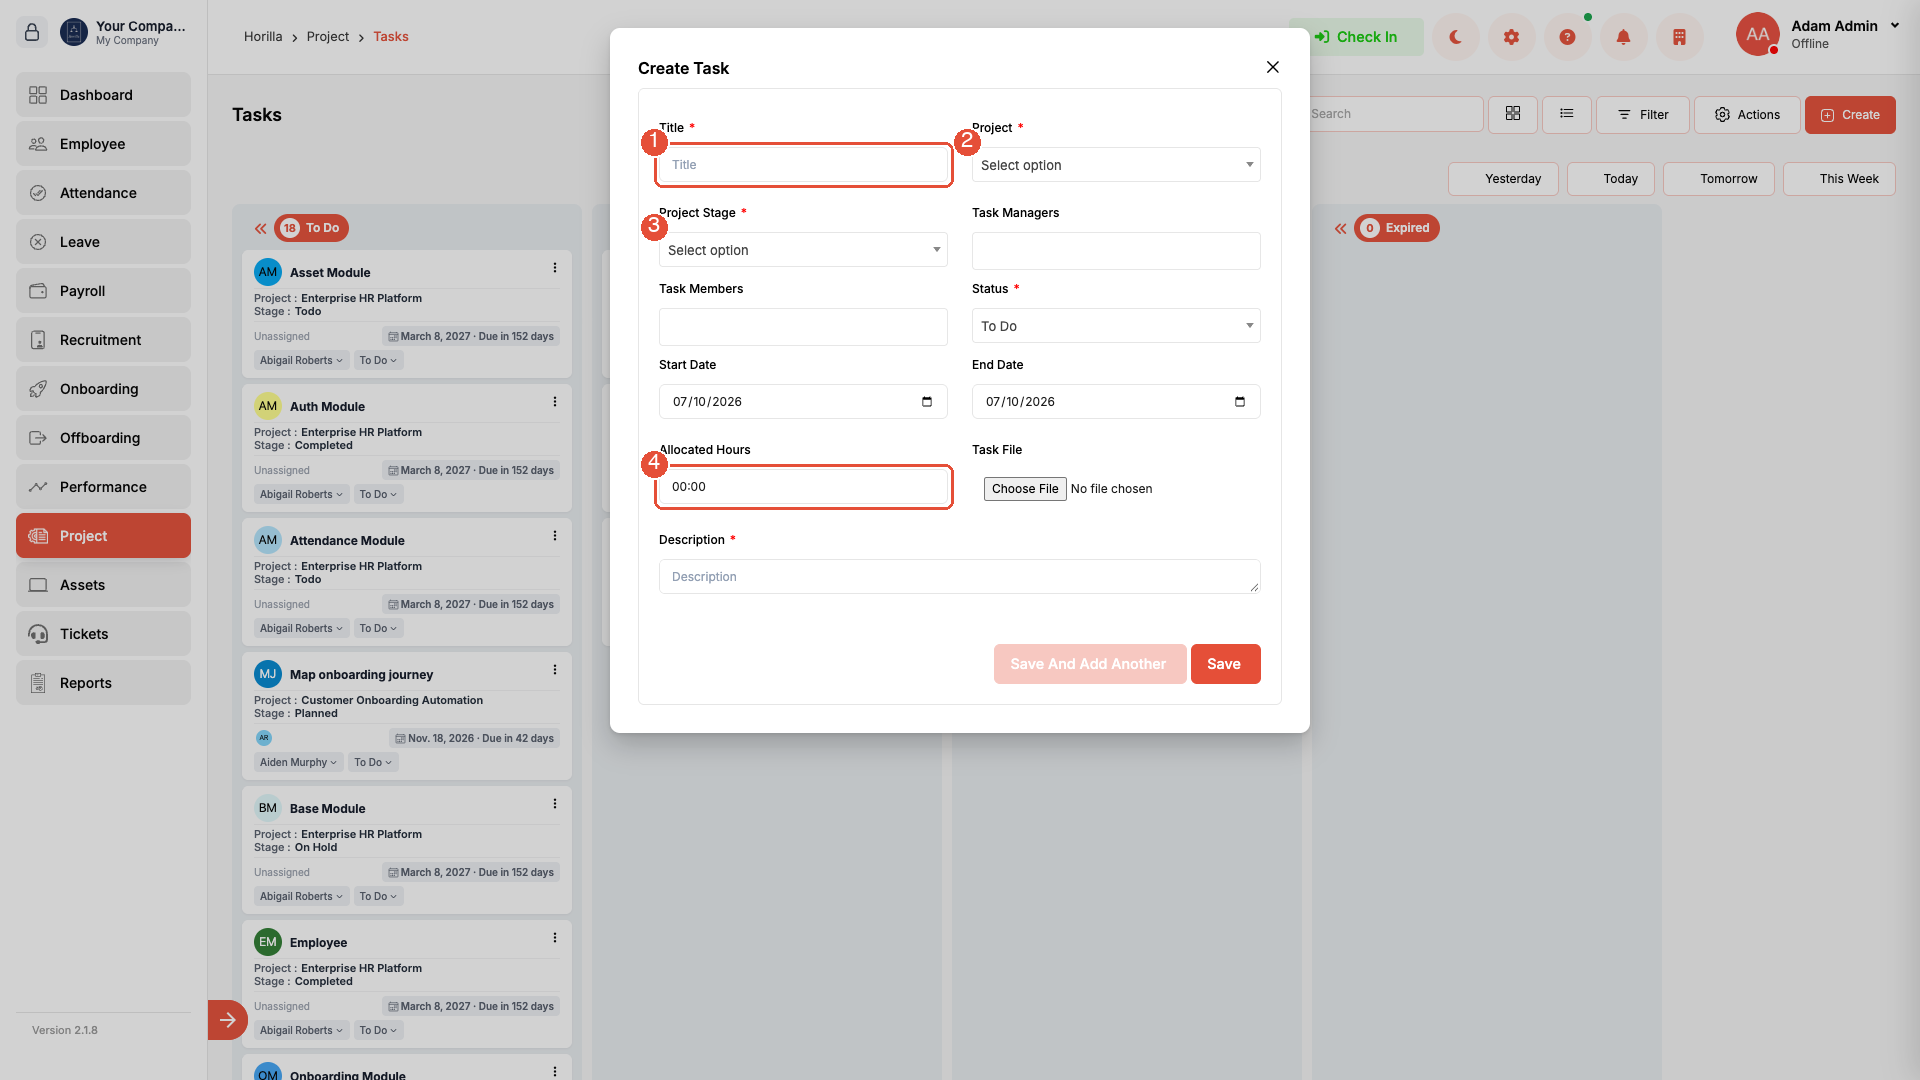 Your Compa...
My Company
Dashboard
Employee
Attendance
Leave
Payroll
Recruitment
Onboarding
Offboarding
Performance
Project
Assets
Tickets
Reports
Version 2.1.8
Horilla
Project
Tasks
Check In
AA
Adam Admin
Offline
Tasks
Search
Filter
Actions
Create
Yesterday
Today
Tomorrow
This Week
18 To Do
AM Asset Module
Project : Enterprise HR Platform
Stage : Todo
Unassigned
March 8, 2027 · Due in 152 days
Abigail Roberts
To Do
AM Auth Module
Project : Enterprise HR Platform
Stage : Completed
Unassigned
March 8, 2027 · Due in 152 days
Abigail Roberts
To Do
AM Attendance Module
Project : Enterprise HR Platform
Stage : Todo
Unassigned
March 8, 2027 · Due in 152 days
Abigail Roberts
To Do
MJ Map onboarding journey
Project : Customer Onboarding Automation
Stage : Planned
AR
Nov. 18, 2026 · Due in 42 days
Aiden Murphy
To Do
BM Base Module
Project : Enterprise HR Platform
Stage : On Hold
Unassigned
March 8, 2027 · Due in 152 days
Abigail Roberts
To Do
EM Employee
Project : Enterprise HR Platform
Stage : Completed
Unassigned
March 8, 2027 · Due in 152 days
Abigail Roberts
To Do
OM Onboarding Module
0 Expired
Create Task
Title *
1
Title
Project *
2
Select option
Project Stage *
3
Select option
Task Managers
Task Members
Status *
To Do
Start Date
07/10/2026
End Date
07/10/2026
Allocated Hours
4
00:00
Task File
Choose File No file chosen
Description *
Description
Save And Add Another
Save